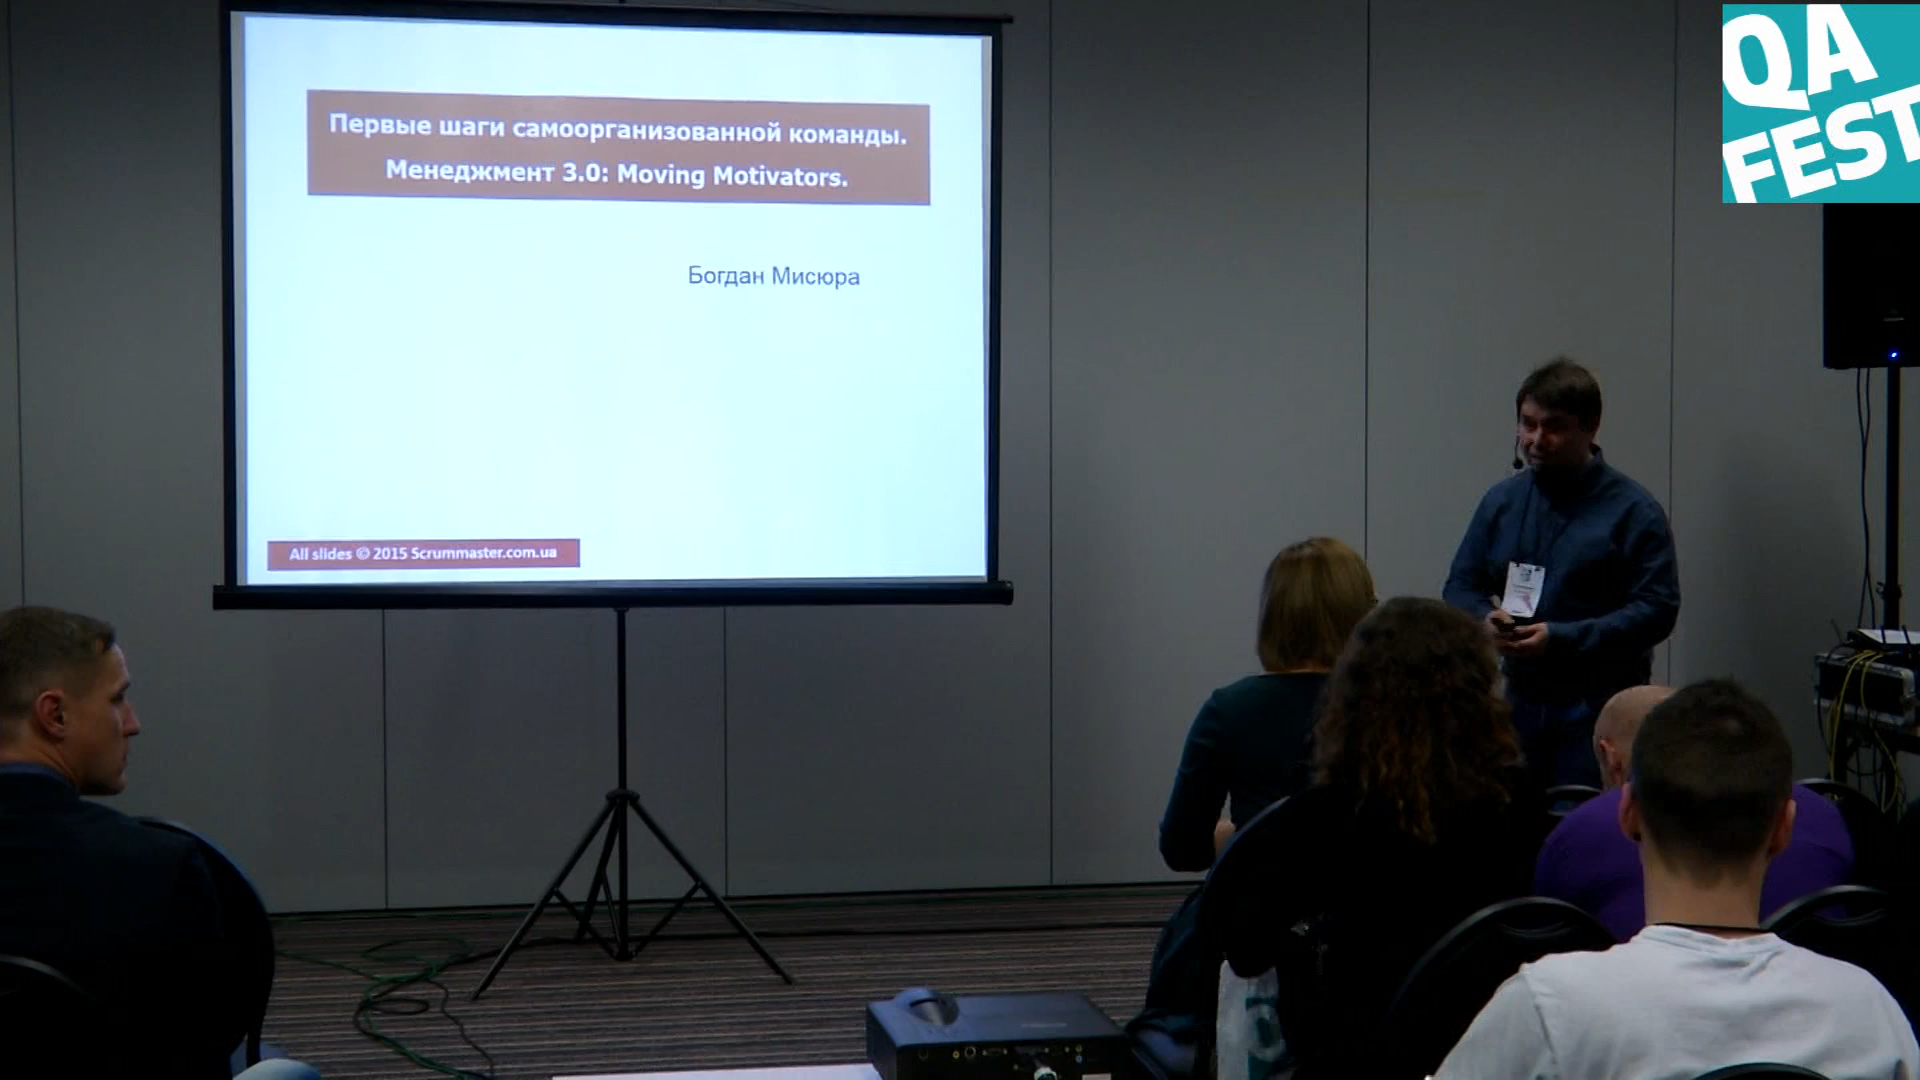 Первые шаги самоорганизованной команды.
Менеджмент 3.0: Moving Motivators.
Богдан Мисюра
All slides © 2015 Scrummaster.com.ua
QA
FEST